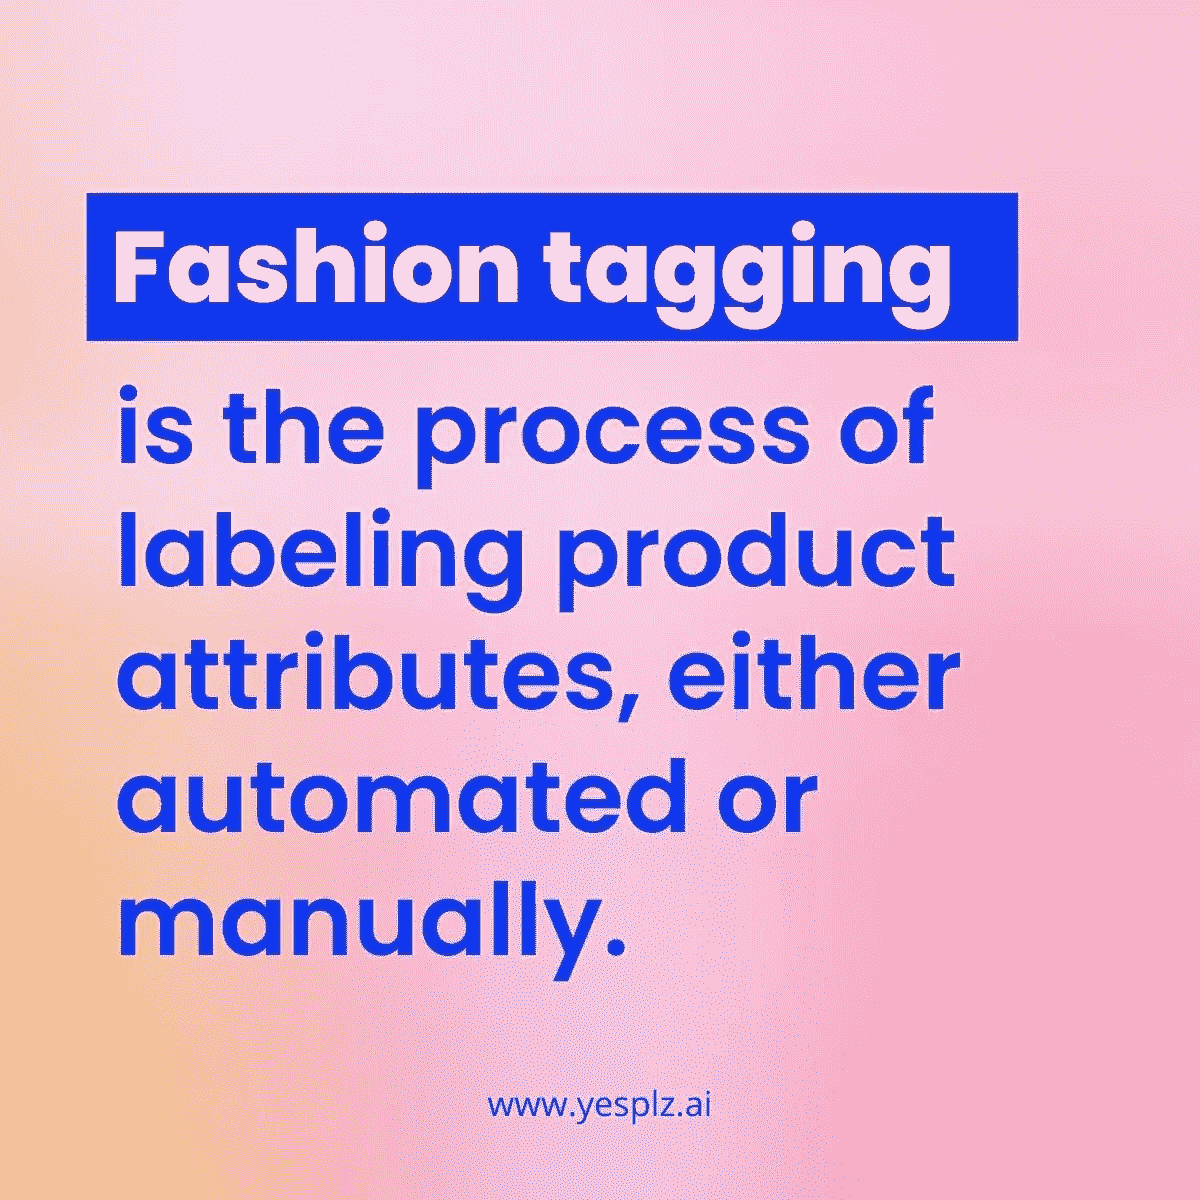 Fashion tagging
is the process of
labeling product
attributes, either
automated or
manually.
www.yesplz.ai